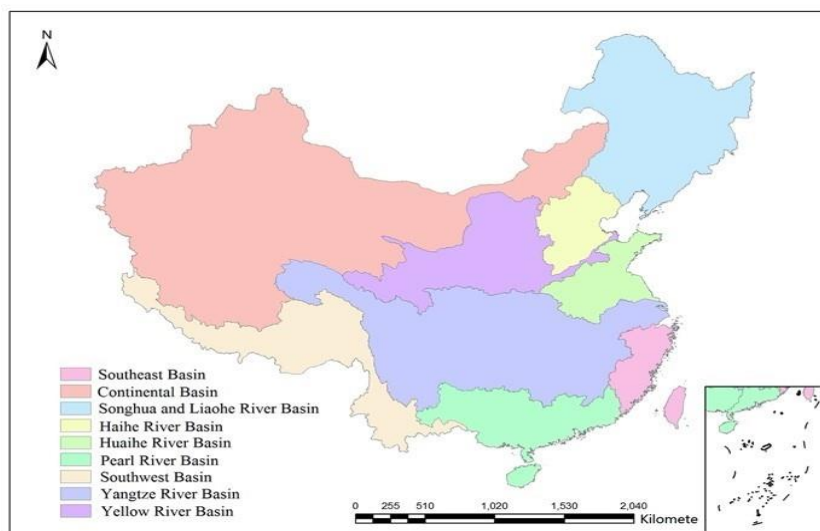 N
Southeast Basin
Continental Basin
Songhua and Liaohe River Basin
Haihe River Basin
Huaihe River Basin
Pearl River Basin
Southwest Basin
Yangtze River Basin
Yellow River Basin
0 255 510 1,020 1,530 2,040
Kilomete